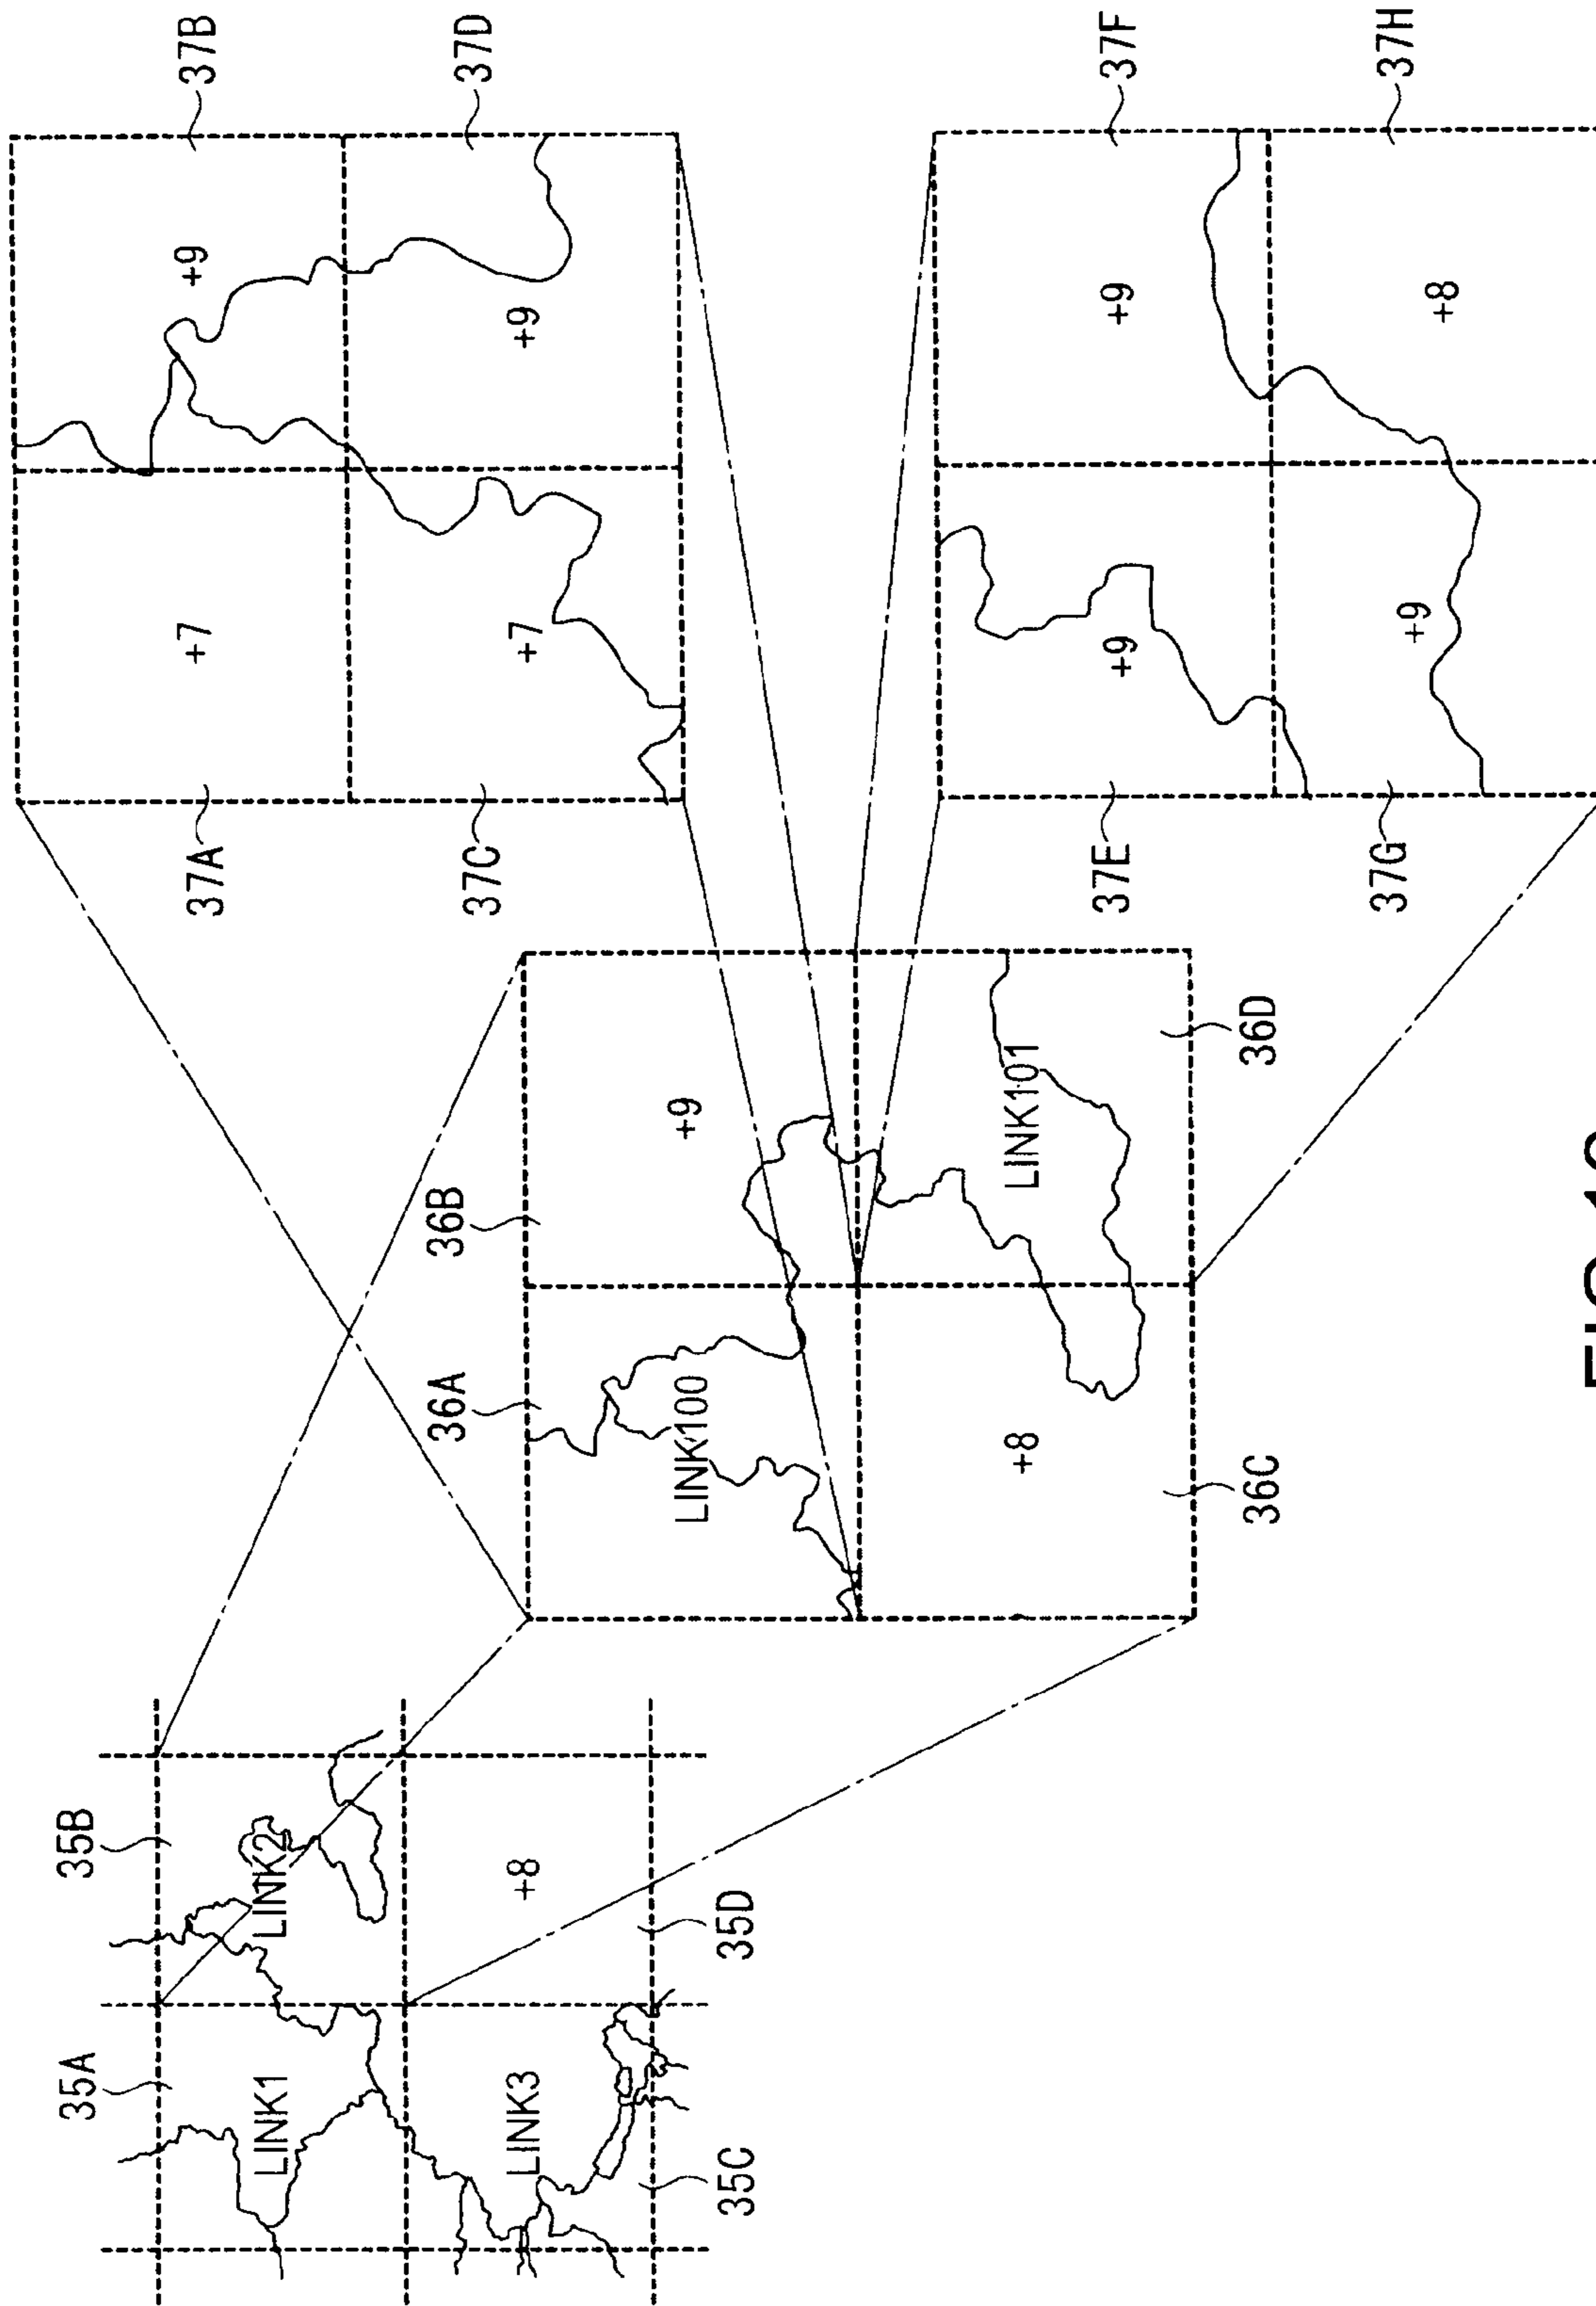 35A
35B
LINK1
LINK2
LINK3
+8
35C
35D
36A
36B
LINK100
+9
+8
LINK101
36C
36D
37A
37B
+7
+9
37C
37D
+7
+9
37E
37F
+9
+9
37G
37H
+9
+8